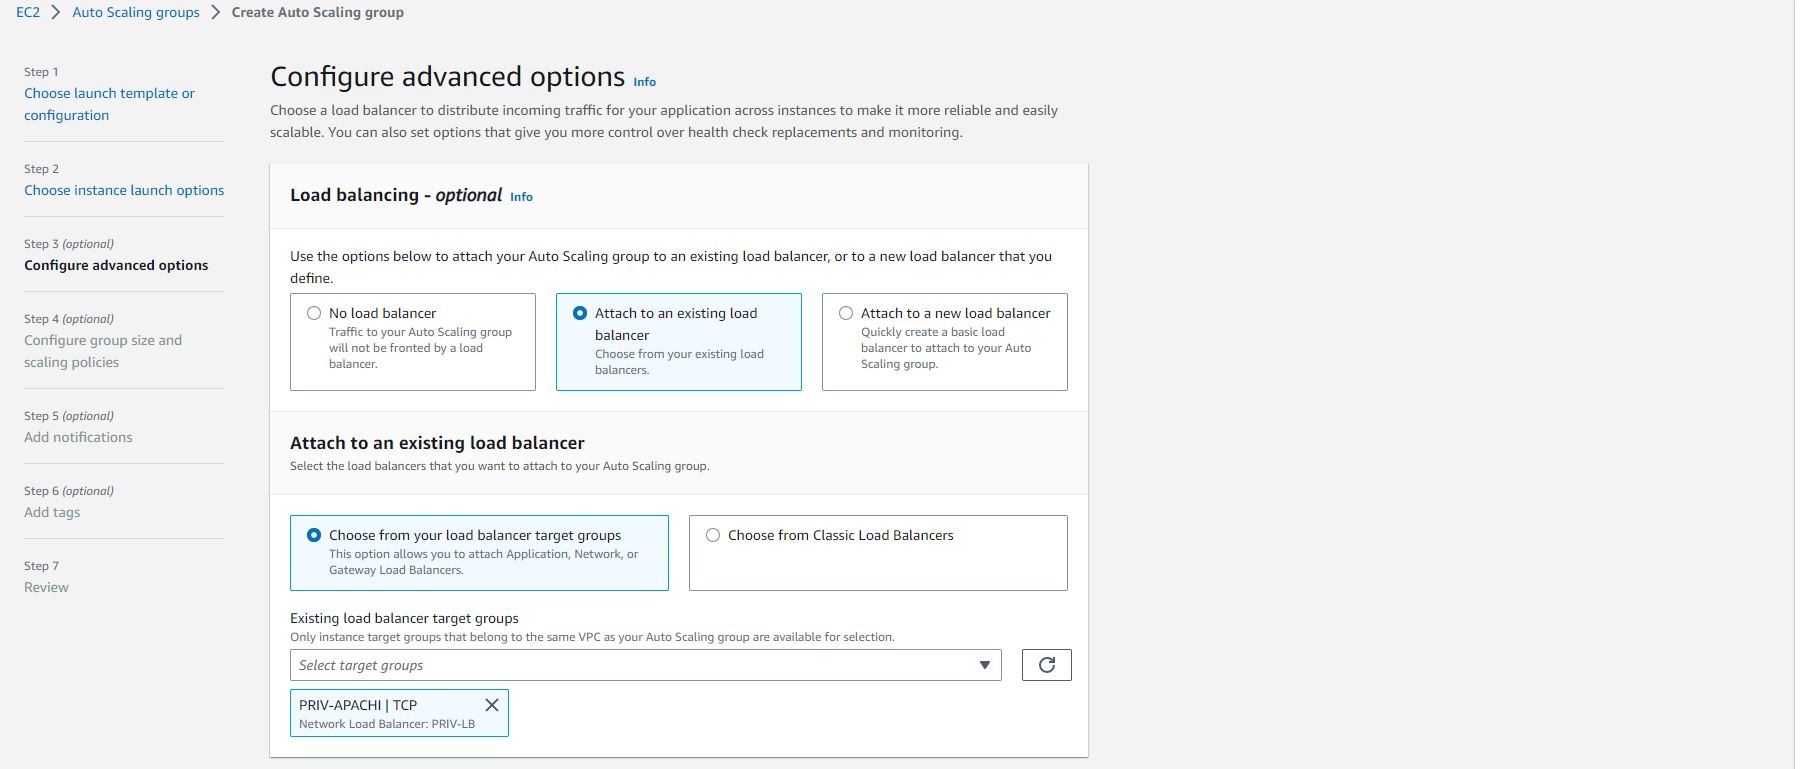 EC2 > Auto Scaling groups > Create Auto Scaling group
Step 1
Choose launch template or
configuration
Step 2
Choose instance launch options
Step 3 (optional)
Configure advanced options
Step 4 (optional)
Configure group size and
scaling policies
Step 5 (optional)
Add notifications
Step 6 (optional)
Add tags
Step 7
Review
Configure advanced options Info
Choose a load balancer to distribute incoming traffic for your application across instances to make it more reliable and easily
scalable. You can also set options that give you more control over health check replacements and monitoring.
Load balancing - optional Info
Use the options below to attach your Auto Scaling group to an existing load balancer, or to a new load balancer that you
define.
No load balancer
Traffic to your Auto Scaling group
will not be fronted by a load
balancer.
Attach to an existing load
balancer
Choose from your existing load
balancers.
Attach to a new load balancer
Quickly create a basic load
balancer to attach to your Auto
Scaling group.
Attach to an existing load balancer
Select the load balancers that you want to attach to your Auto Scaling group.
Choose from your load balancer target groups
This option allows you to attach Application, Network, or
Gateway Load Balancers.
Choose from Classic Load Balancers
Existing load balancer target groups
Only instance target groups that belong to the same VPC as your Auto Scaling group are available for selection.
Select target groups
PRIV-APACHI | TCP
Network Load Balancer: PRIV-LB